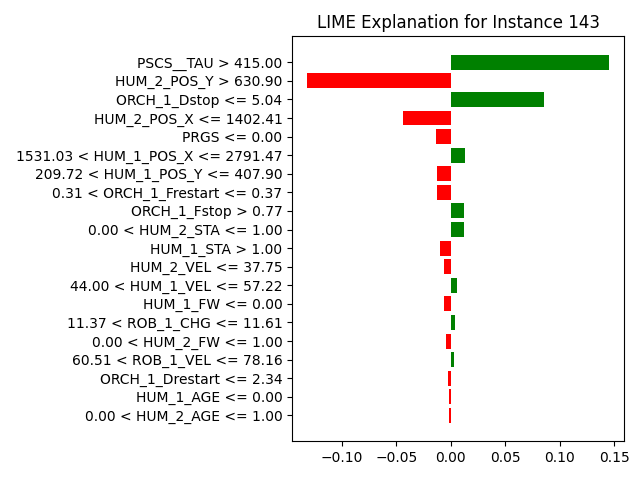 LIME Explanation for Instance 143
PSCS__TAU > 415.00
HUM_2_POS_Y > 630.90
ORCH_1_Dstop <= 5.04
HUM_2_POS_X <= 1402.41
PRGS <= 0.00
1531.03 < HUM_1_POS_X <= 2791.47
209.72 < HUM_1_POS_Y <= 407.90
0.31 < ORCH_1_Frestart <= 0.37
ORCH_1_Fstop > 0.77
0.00 < HUM_2_STA <= 1.00
HUM_1_STA > 1.00
HUM_2_VEL <= 37.75
44.00 < HUM_1_VEL <= 57.22
HUM_1_FW <= 0.00
11.37 < ROB_1_CHG <= 11.61
0.00 < HUM_2_FW <= 1.00
60.51 < ROB_1_VEL <= 78.16
ORCH_1_Drestart <= 2.34
HUM_1_AGE <= 0.00
0.00 < HUM_2_AGE <= 1.00
−0.10 −0.05 0.00 0.05 0.10 0.15